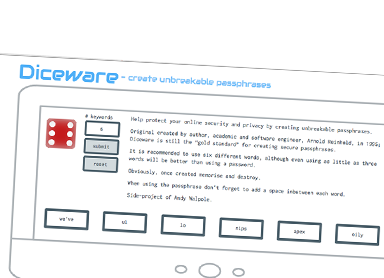 Diceware - create unbreakable passphrases
# keywords
6
submit
reset
Help protect your online security and privacy by creating unbreakable passphrases.
Original created by author, academic and software engineer, Arnold Reinhold, in 1995;
Diceware is still the "gold standard" for creating secure passphrases.
It is recommended to use six different words, although even using as little as three
words will be better than using a password.
Obviously, once created memorise and destroy.
When using the passphrase don't forget to add a space inbetween each word.
Side-project of Andy Walpole.
we've
ul
lo
nips
apex
oily